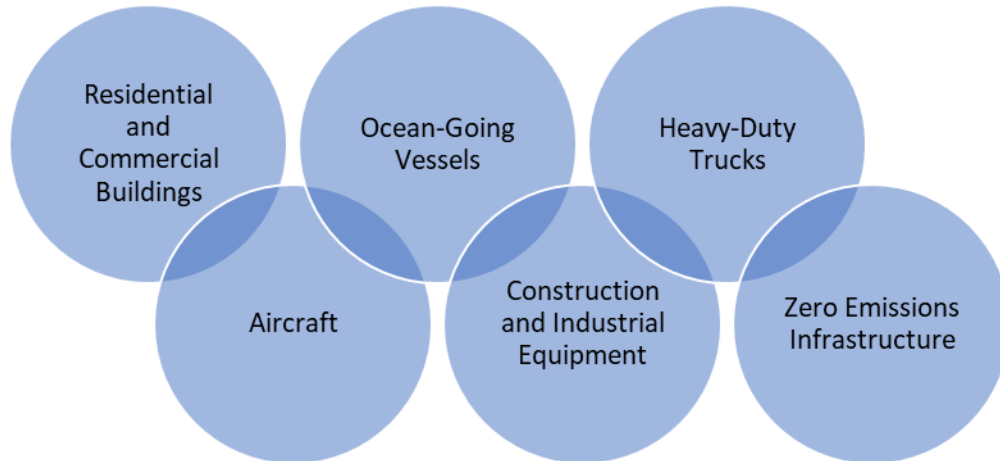 Residential
and
Commercial
Buildings
Ocean-Going
Vessels
Heavy-Duty
Trucks
Aircraft
Construction
and Industrial
Equipment
Zero Emissions
Infrastructure